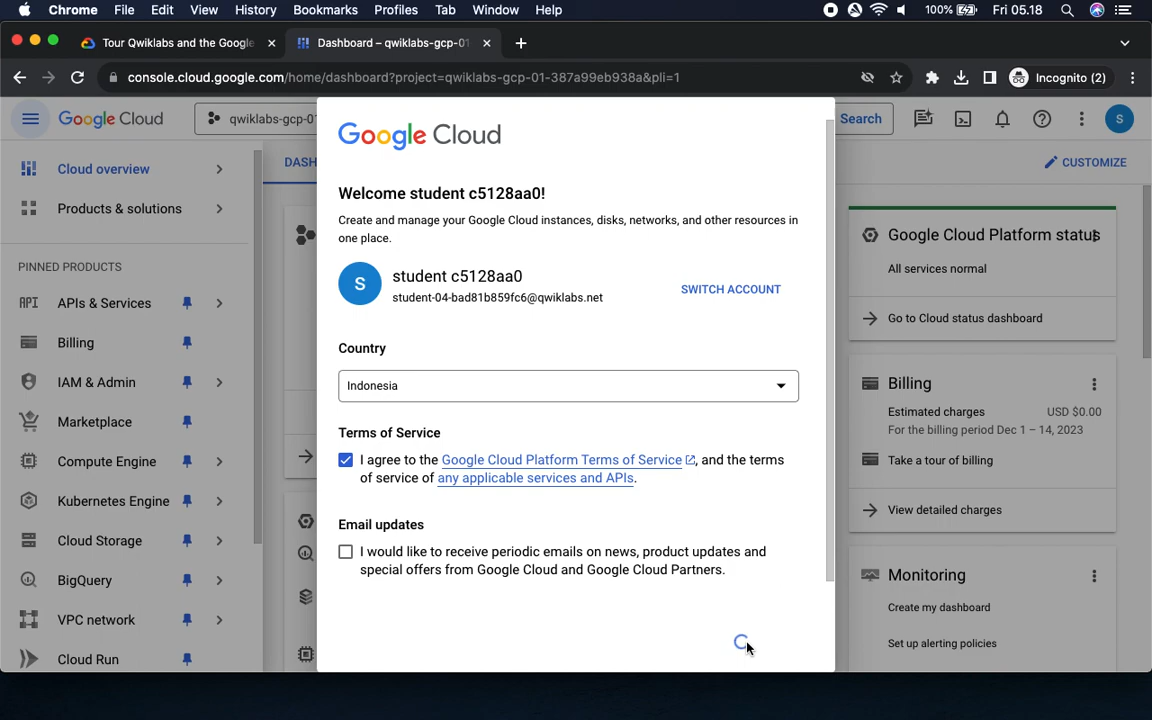 Chrome File Edit View History Bookmarks Profiles Tab Window Help 100% Fri 05.18
Tour Qwiklabs and the Google Dashboard – qwiklabs-gcp-01
console.cloud.google.com/home/dashboard?project=qwiklabs-gcp-01-387a99eb938a&pli=1 Incognito (2)
Google Cloud qwiklabs-gcp-01 Search S
Cloud overview
Products & solutions
PINNED PRODUCTS
API APIs & Services
Billing
IAM & Admin
Marketplace
Compute Engine
Kubernetes Engine
Cloud Storage
BigQuery
VPC network
Cloud Run
DASH
Google Cloud
Welcome student c5128aa0!
Create and manage your Google Cloud instances, disks, networks, and other resources in
one place.
S student c5128aa0
student-04-bad81b859fc6@qwiklabs.net
SWITCH ACCOUNT
Country
Indonesia
Terms of Service
I agree to the Google Cloud Platform Terms of Service, and the terms
of service of any applicable services and APIs.
Email updates
I would like to receive periodic emails on news, product updates and
special offers from Google Cloud and Google Cloud Partners.
CUSTOMIZE
Google Cloud Platform status
All services normal
Go to Cloud status dashboard
Billing
Estimated charges USD $0.00
For the billing period Dec 1 – 14, 2023
Take a tour of billing
View detailed charges
Monitoring
Create my dashboard
Set up alerting policies